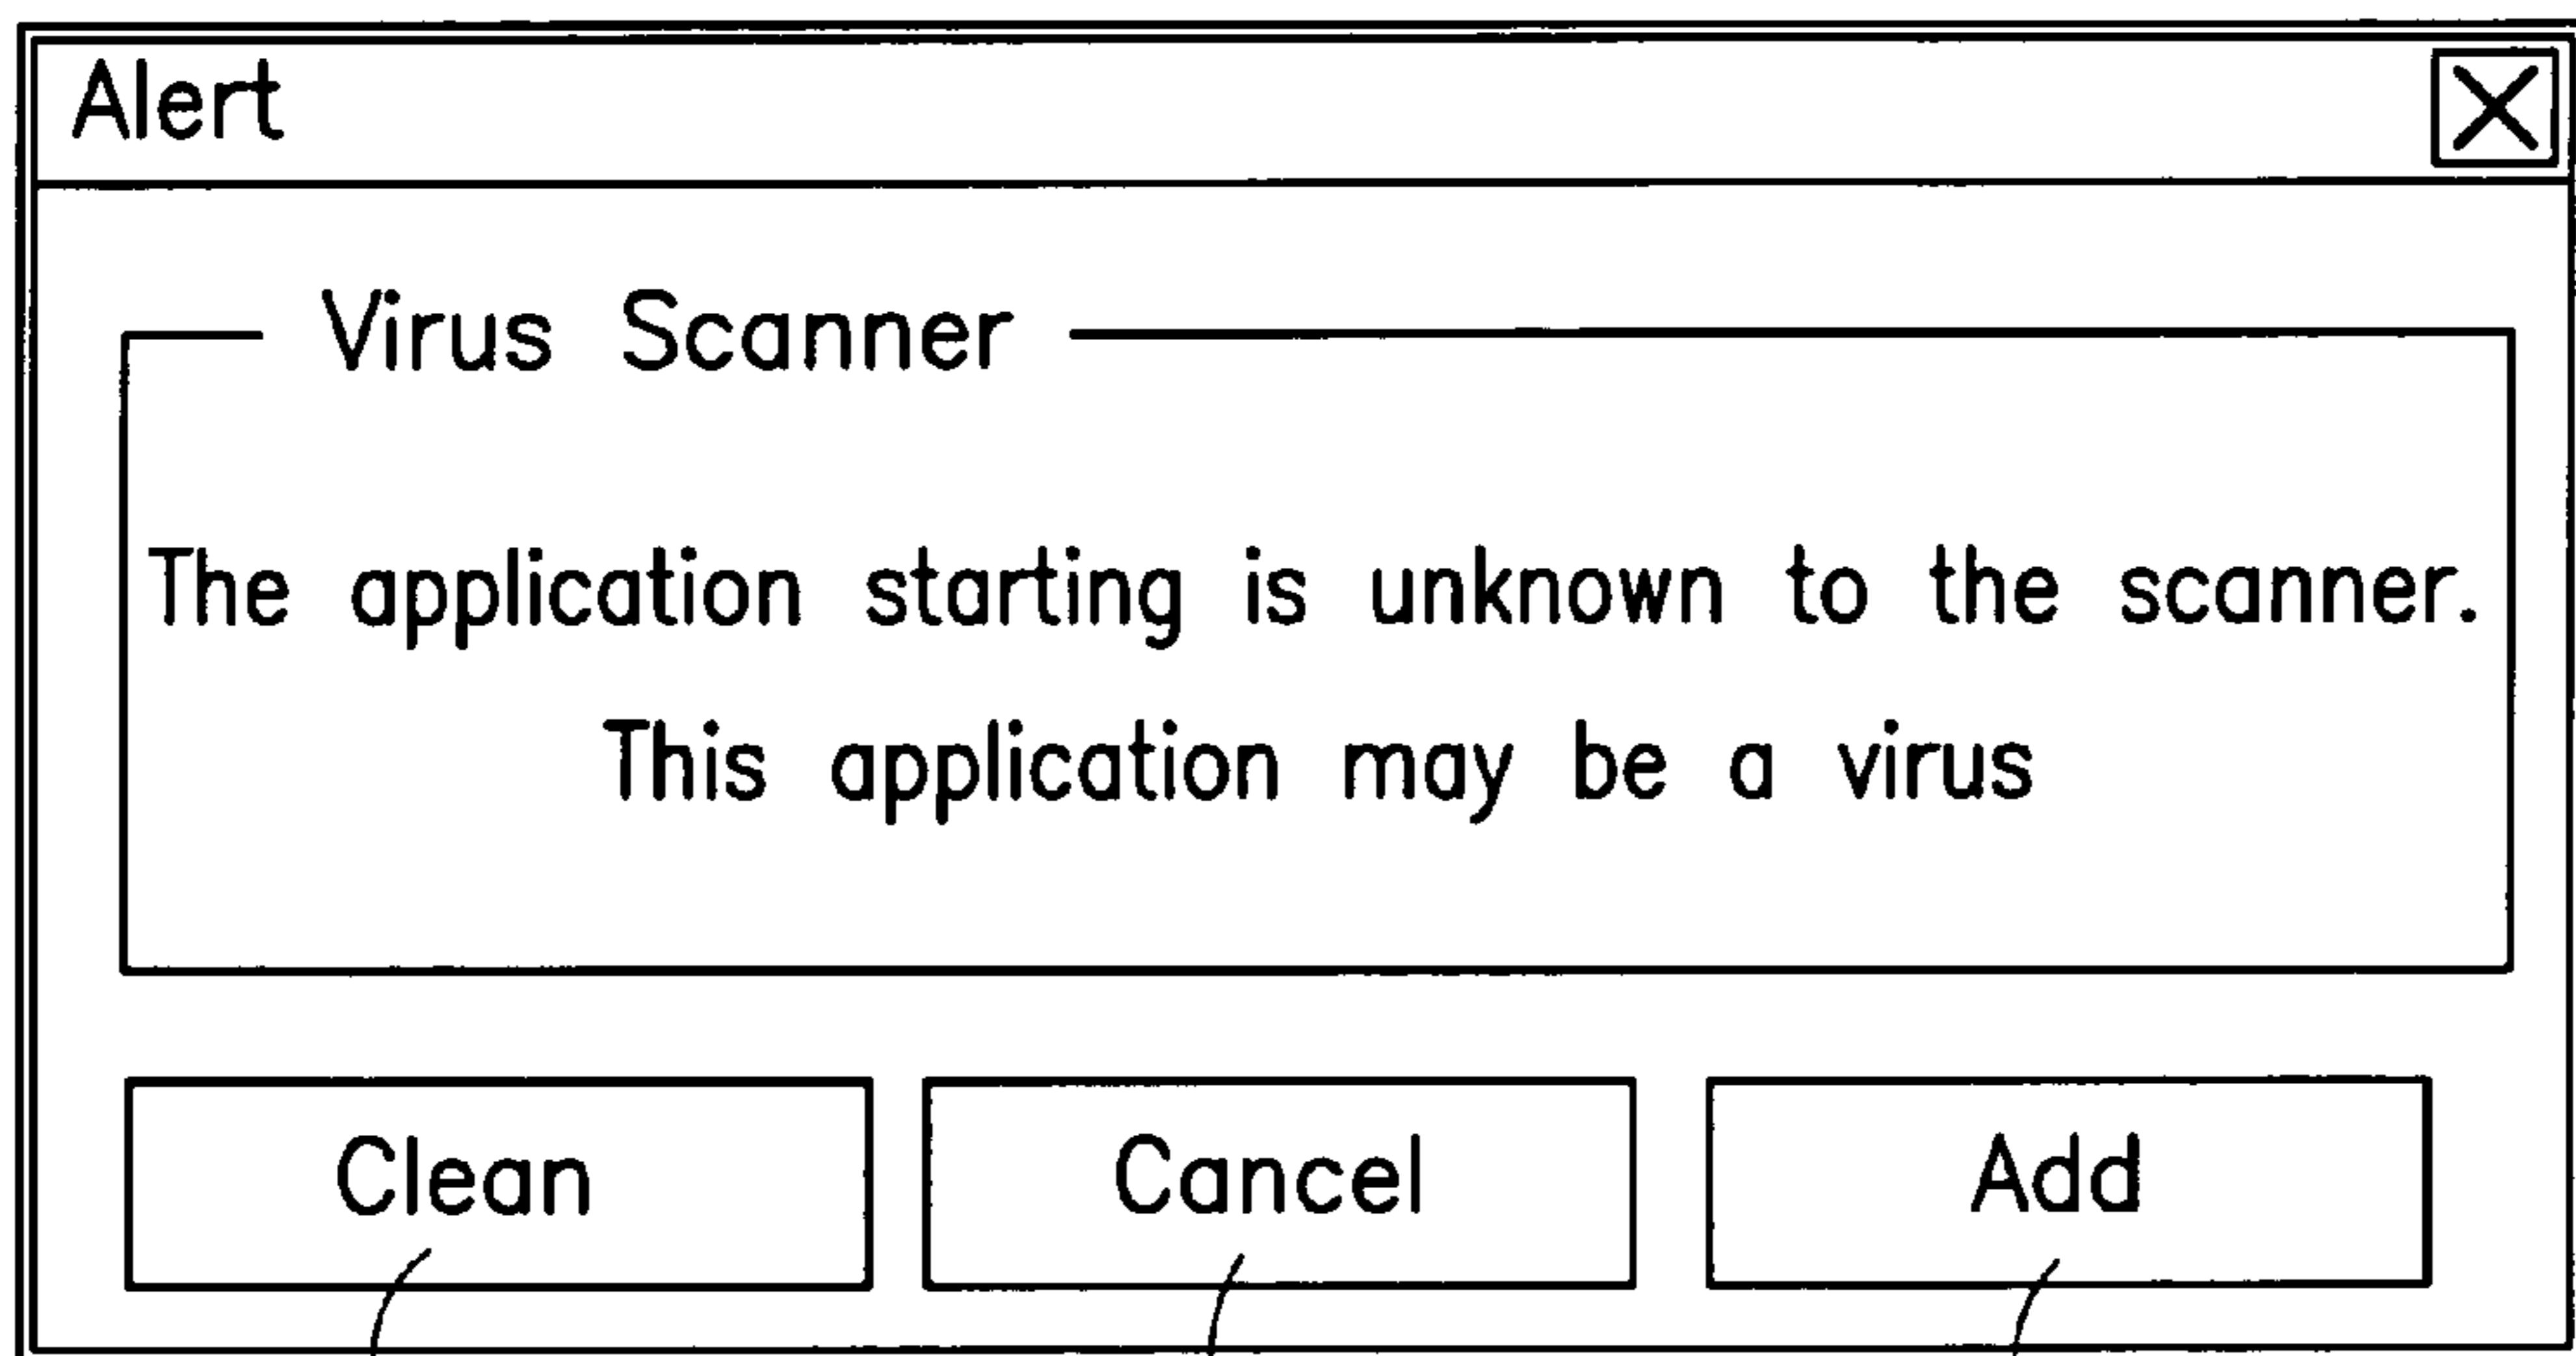 Alert
Virus Scanner
The application starting is unknown to the scanner.
This application may be a virus
Clean Cancel Add